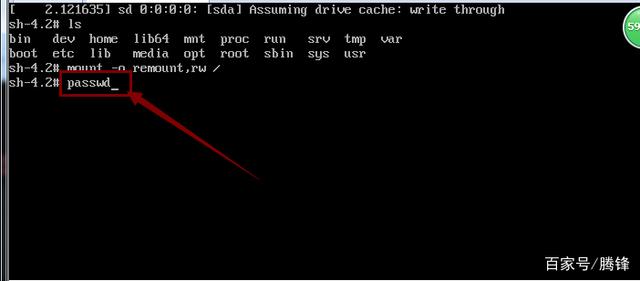 [    2.121635] sd 0:0:0:0: [sda] Assuming drive cache: write through
sh-4.2# ls
bin   dev  home  lib64  mnt  proc  run   srv  tmp  var
boot  etc  lib   media  opt  root  sbin  sys  usr
sh-4.2# mount -o remount,rw /
sh-4.2# passwd_
59
百家号/腾锋